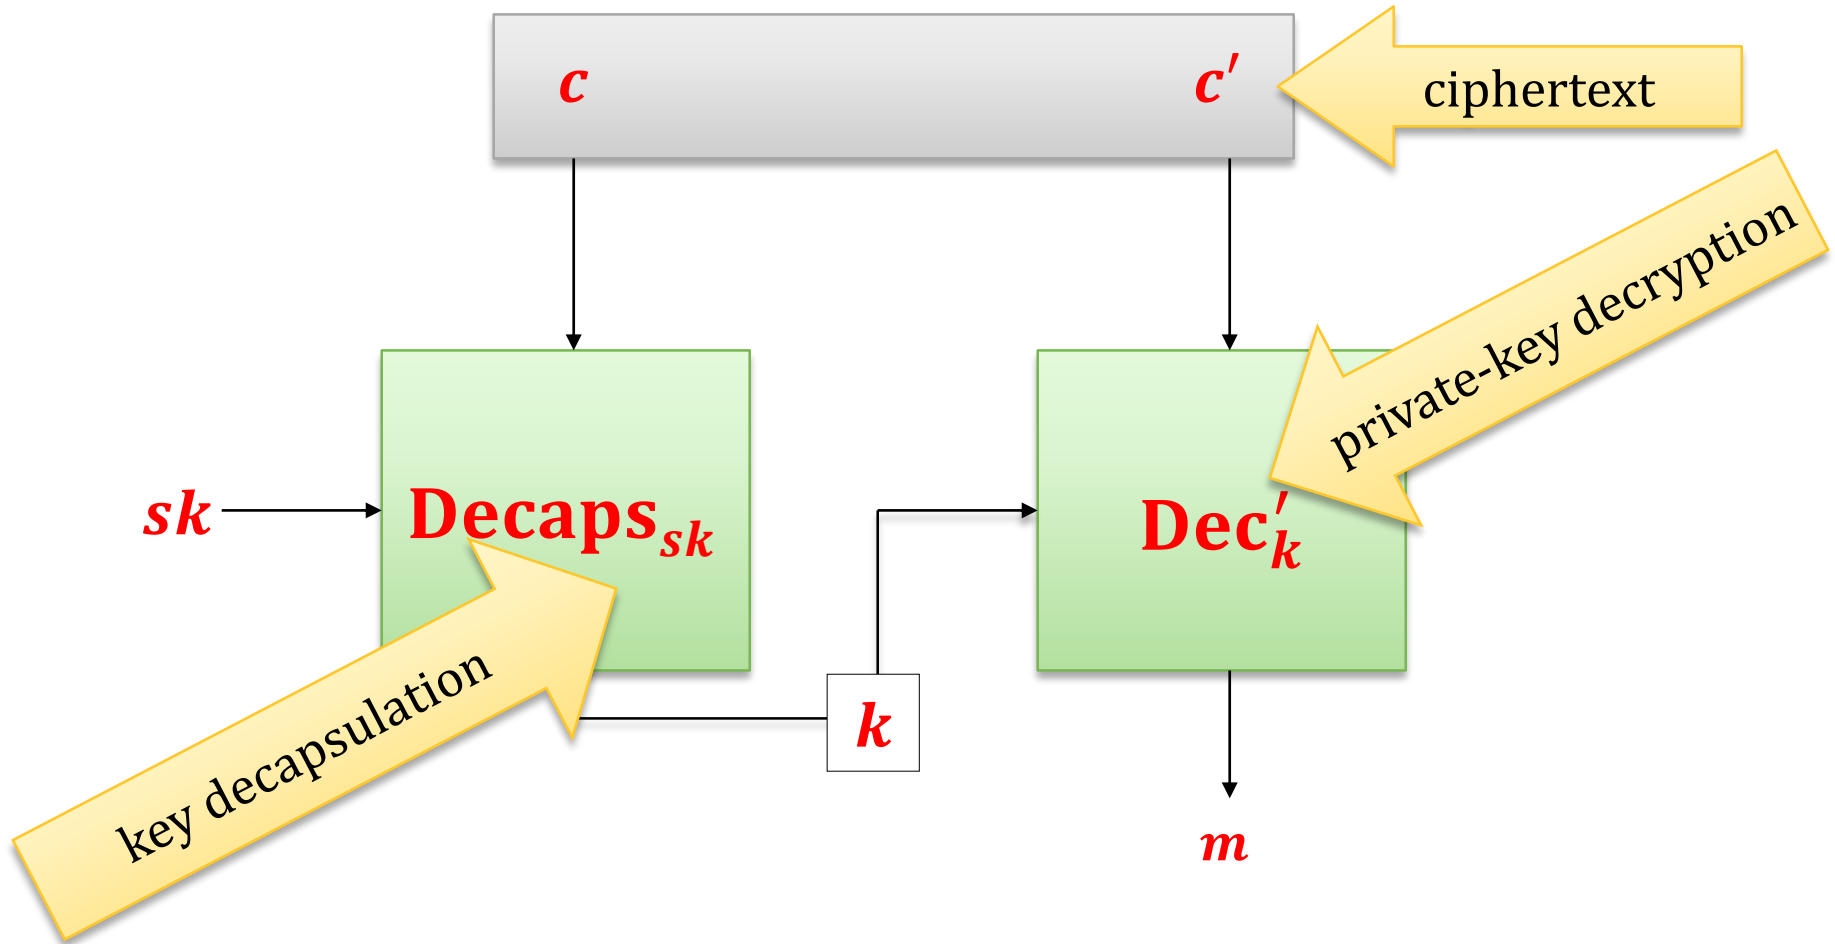 c
c′
ciphertext
private-key decryption
sk
Decaps_sk
Dec′_k
key decapsulation
k
m